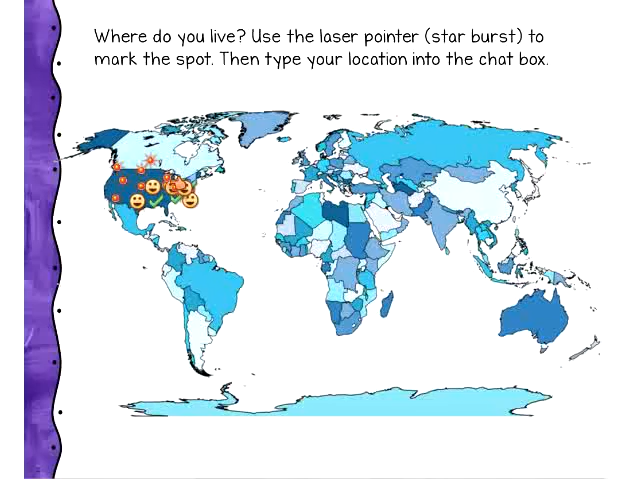 Where do you live? Use the laser pointer (star burst) to
mark the spot. Then type your location into the chat box.